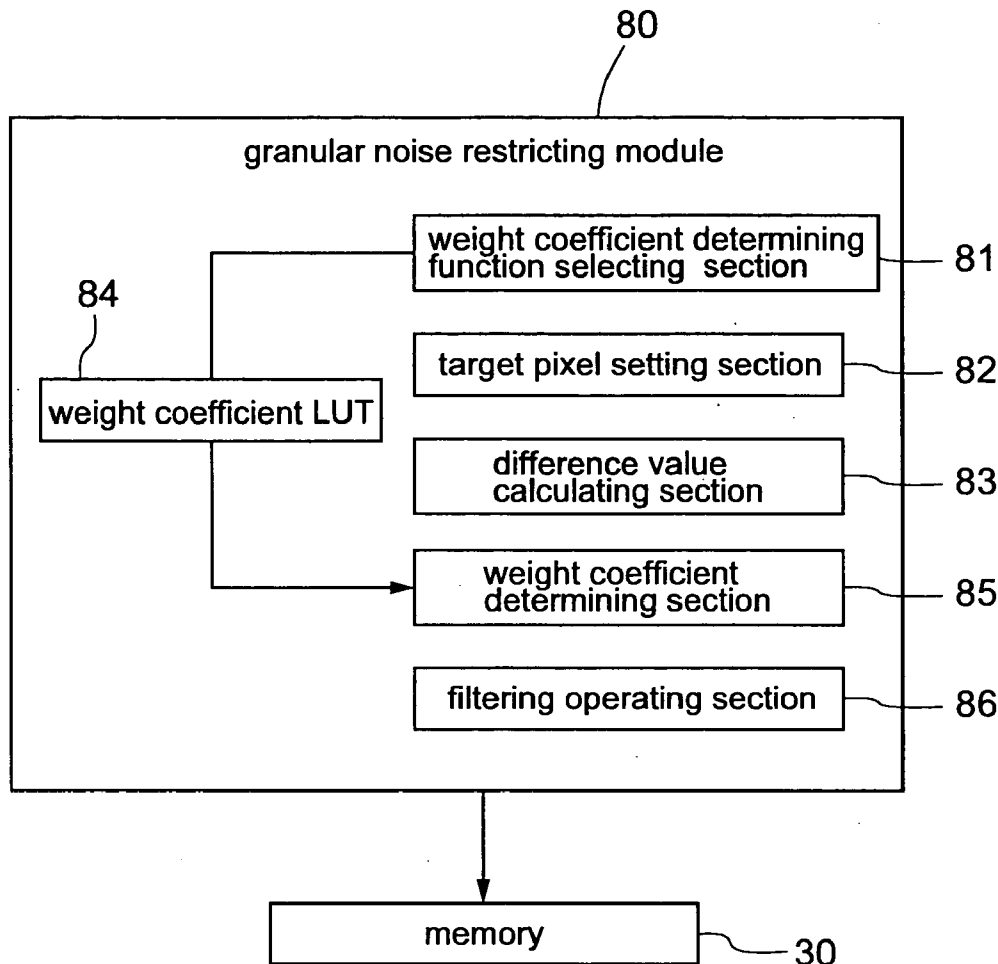 80
granular noise restricting module
weight coefficient determining
function selecting section
81
84
target pixel setting section
82
weight coefficient LUT
difference value
calculating section
83
weight coefficient
determining section
85
filtering operating section
86
memory
30